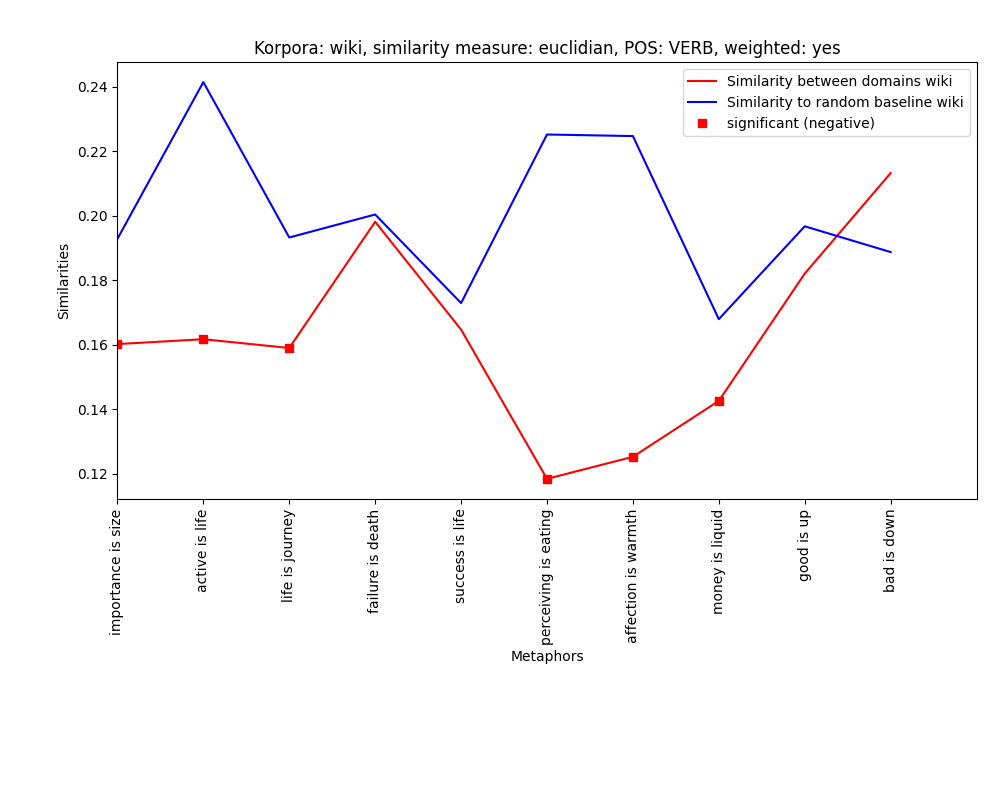 Korpora: wiki, similarity measure: euclidian, POS: VERB, weighted: yes
Similarity between domains wiki
Similarity to random baseline wiki
significant (negative)
Similarities
0.24
0.22
0.20
0.18
0.16
0.14
0.12
importance is size
active is life
life is journey
failure is death
success is life
perceiving is eating
affection is warmth
money is liquid
good is up
bad is down
Metaphors